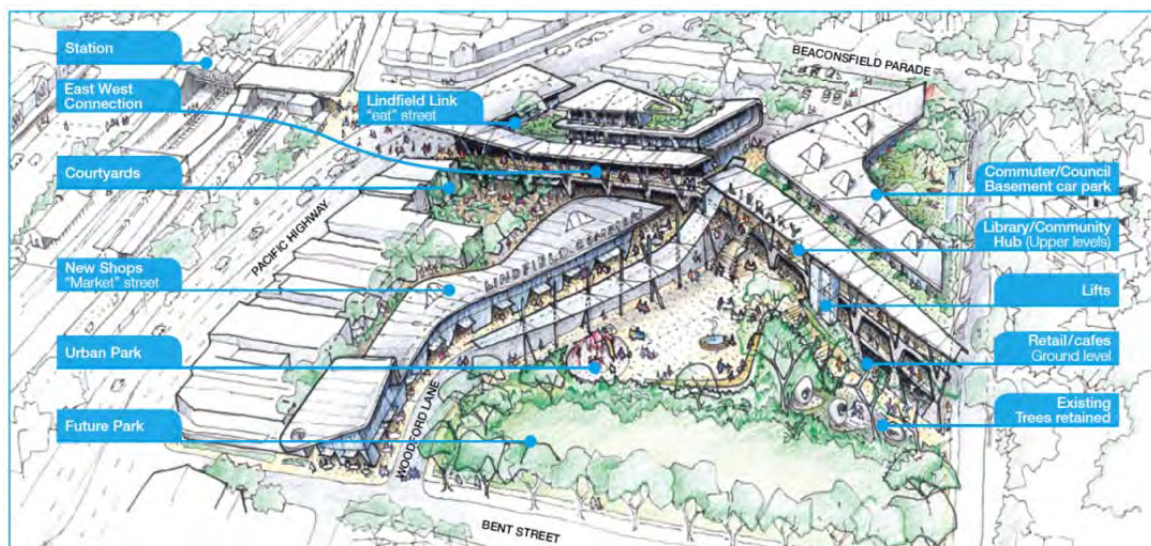 Station
East West
Connection
Courtyards
New Shops
"Market" street
Urban Park
Future Park
Lindfield Link
"eat" street
BEACONSFIELD PARADE
PACIFIC HIGHWAY
LINDFIELD LIBRARY
WOODFORD LANE
BENT STREET
Commuter/Council
Basement car park
Library/Community
Hub (Upper levels)
Lifts
Retail/cafes
Ground level
Existing
Trees retained